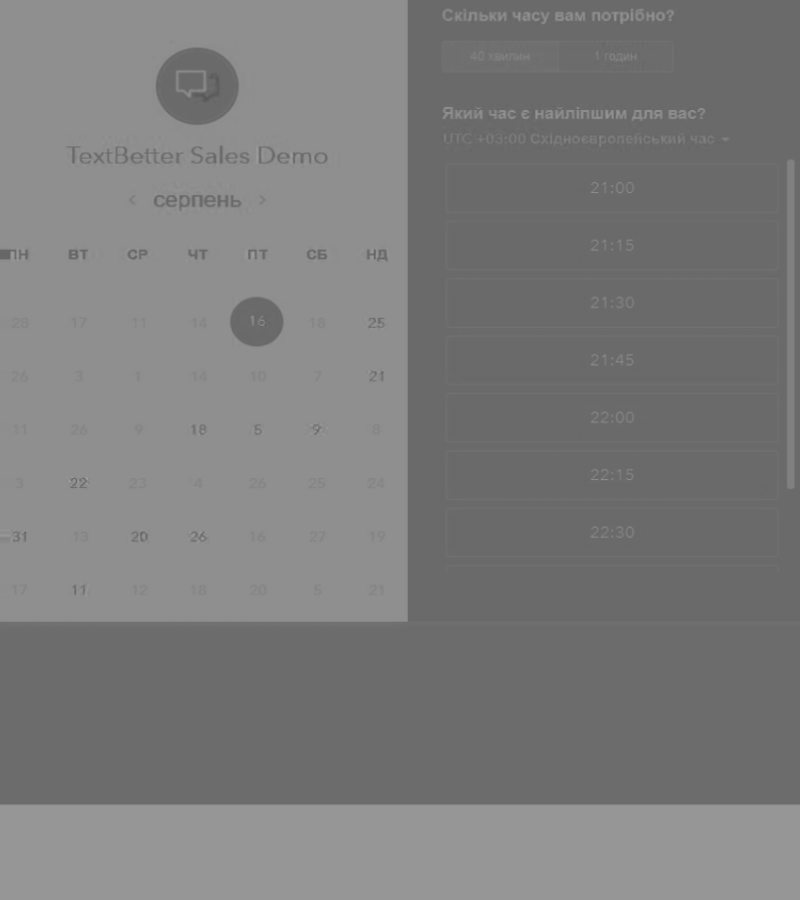 TextBetter Sales Demo
серпень
ПН ВТ СР ЧТ ПТ СБ НД
28 17 11 14 16 18 25
26 3 1 14 10 7 21
11 26 9 18 5 9 8
3 22 23 4 26 25 24
31 13 20 26 16 27 19
17 11 12 18 20 5 21
Скільки часу вам потрібно?
40 хвилин 1 годин
Який час є найліпшим для вас?
UTC +03:00 Східноєвропейський час
21:00
21:15
21:30
21:45
22:00
22:15
22:30